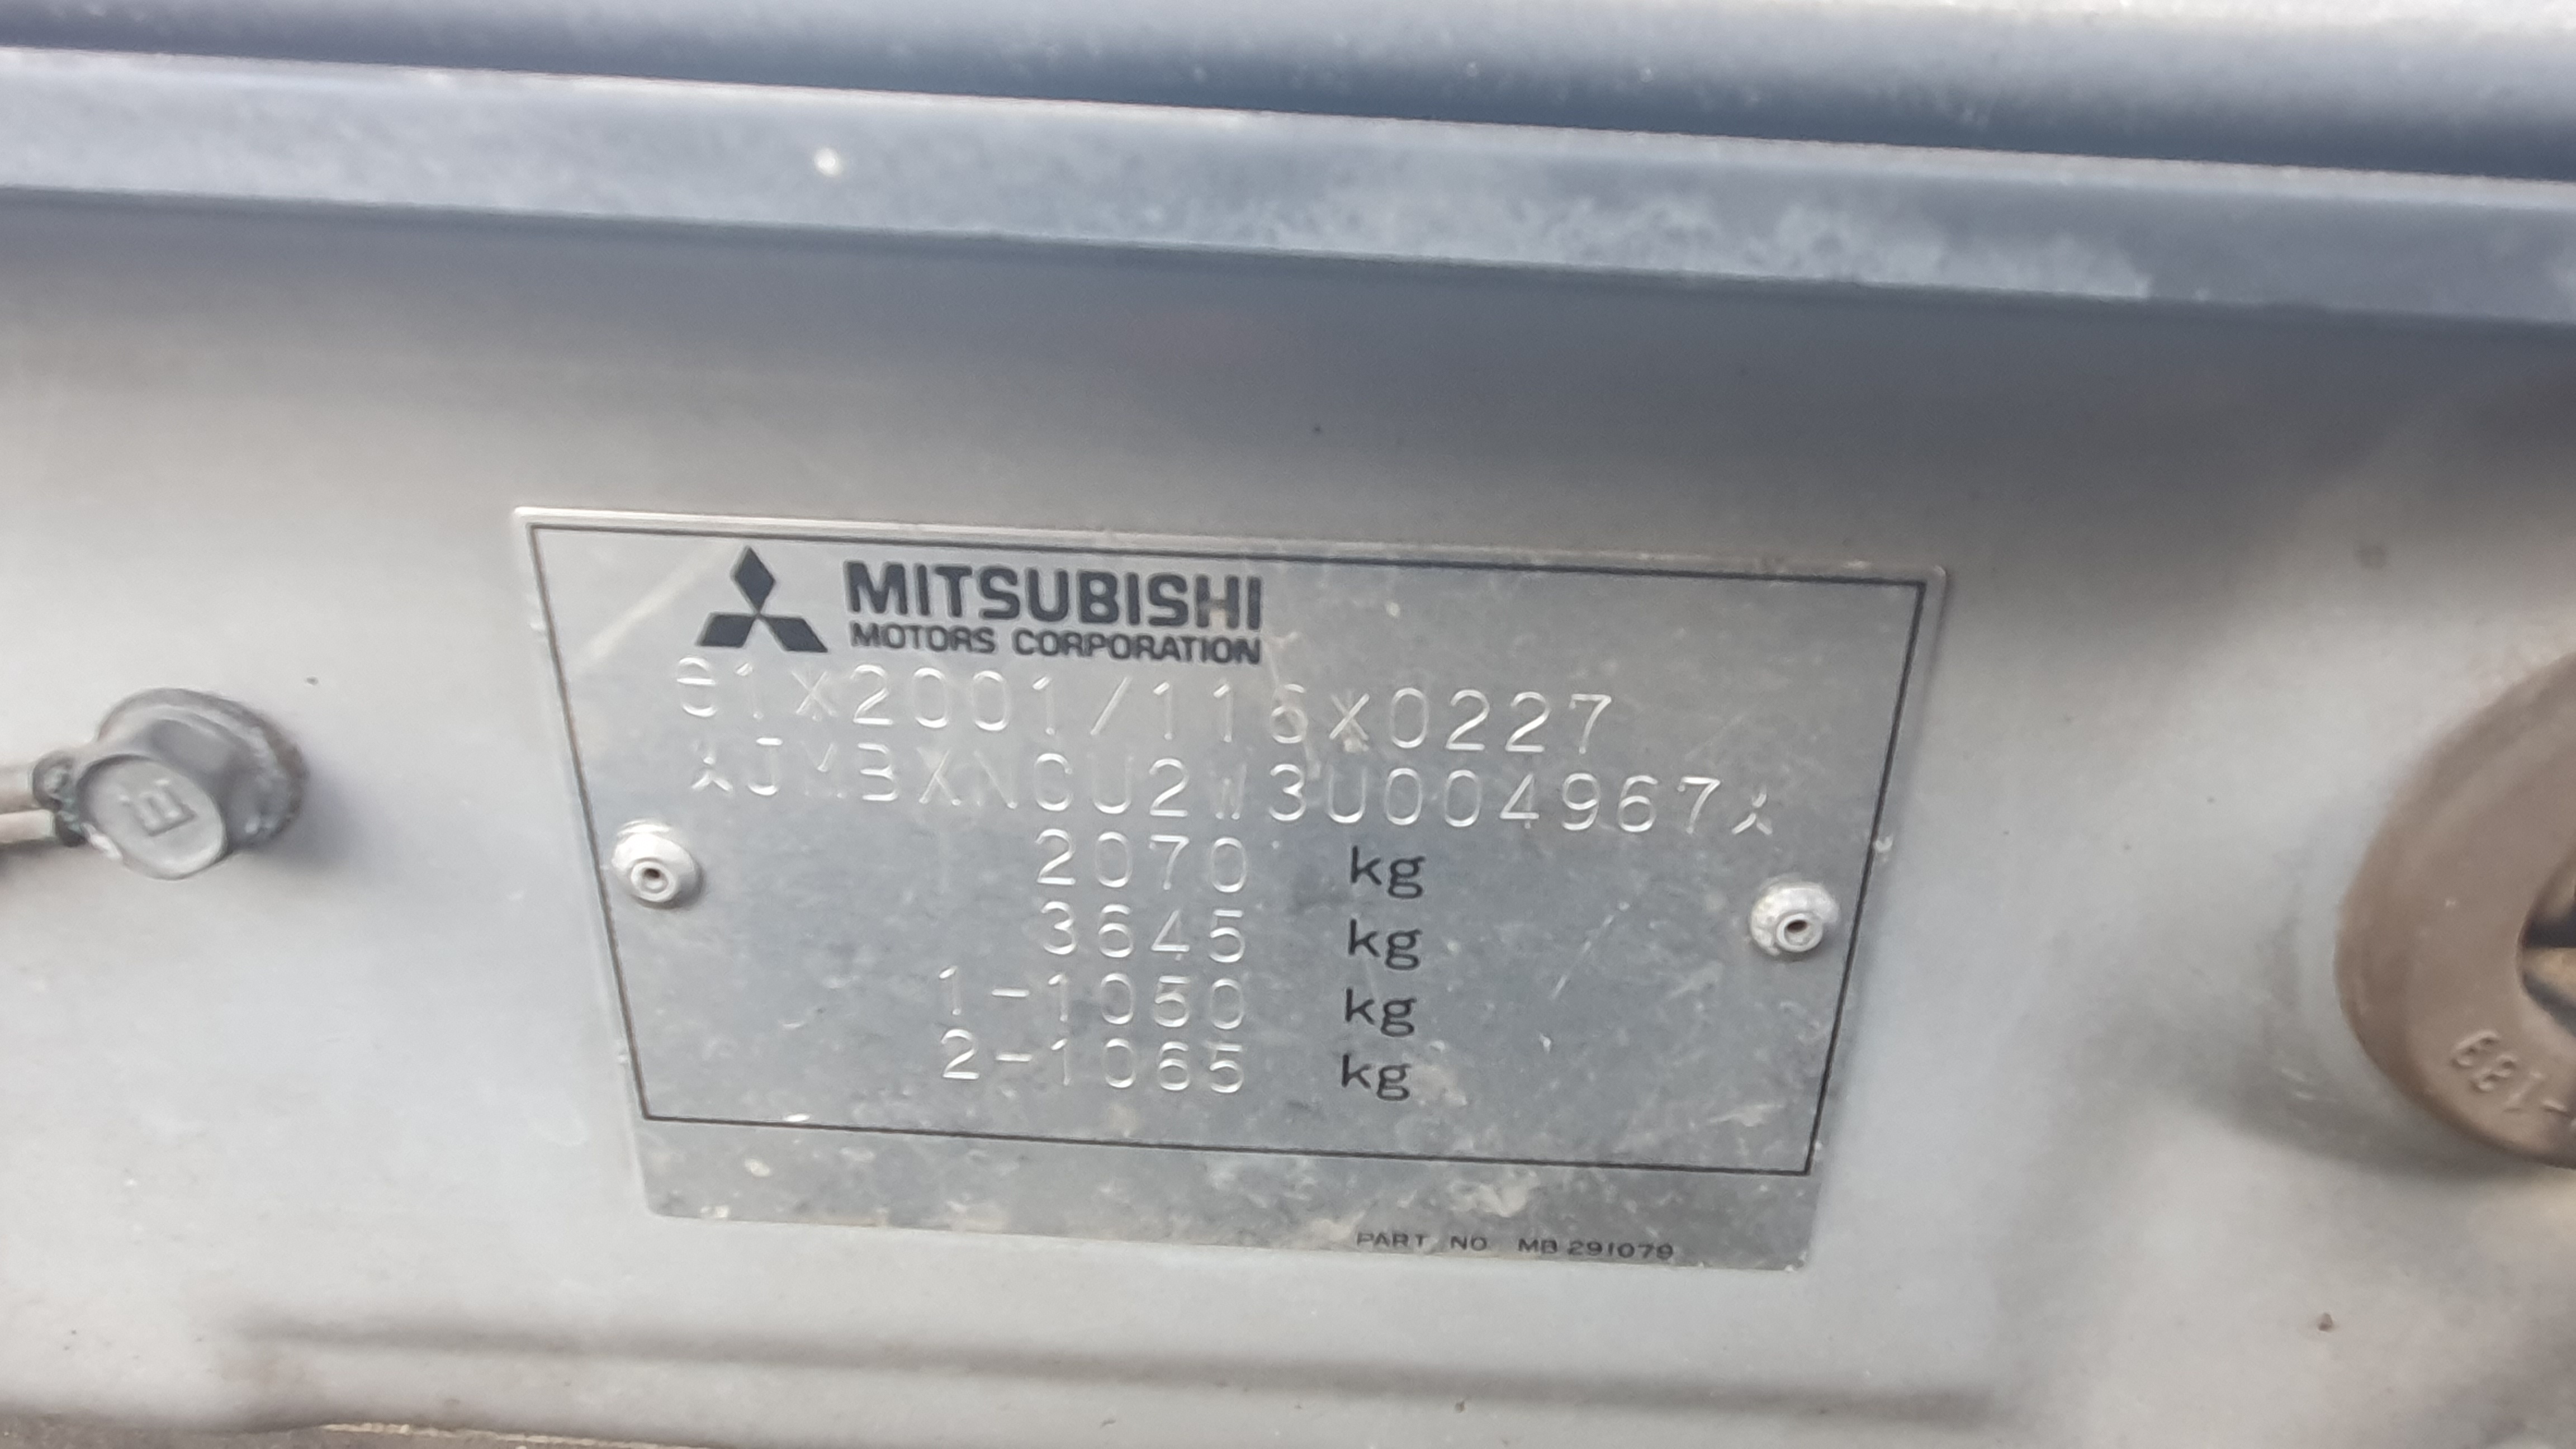 MITSUBISHI
MOTORS CORPORATION
e1*2001/116*0227
*JMBXNCU2W3U004967*
2070 kg
3645 kg
1-1050 kg
2-1065 kg
PART NO MB 291079
E